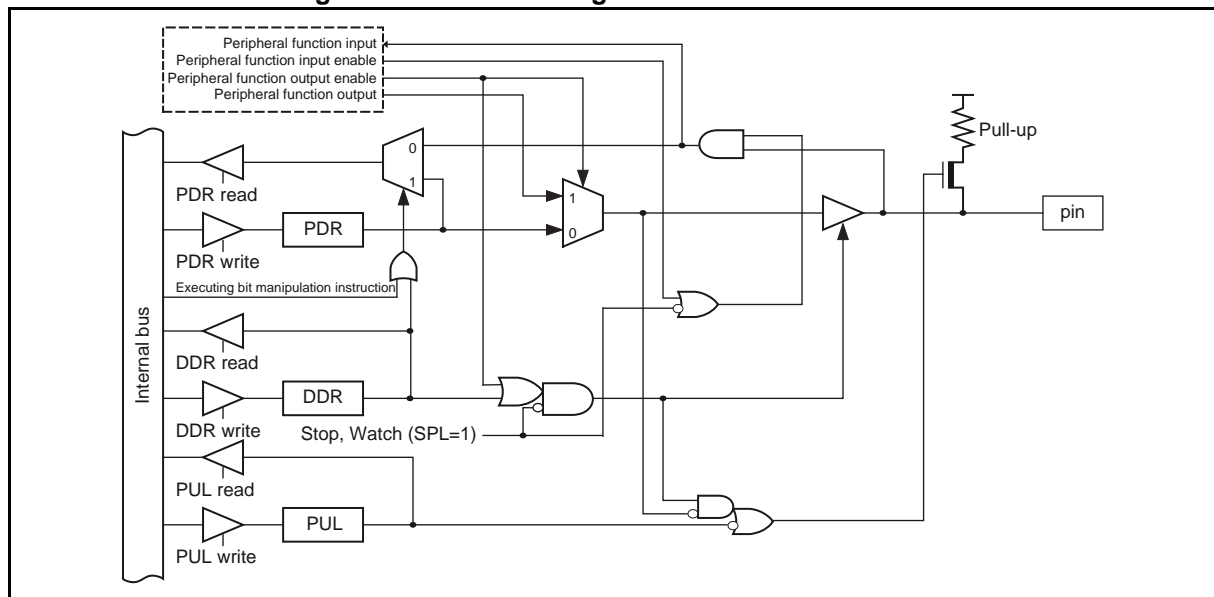 Peripheral function input
Peripheral function input enable
Peripheral function output enable
Peripheral function output
Pull-up
0
1
PDR read
1
pin
PDR
0
PDR write
Executing bit manipulation instruction
Internal bus
DDR read
DDR
DDR write
Stop, Watch (SPL=1)
PUL read
PUL
PUL write